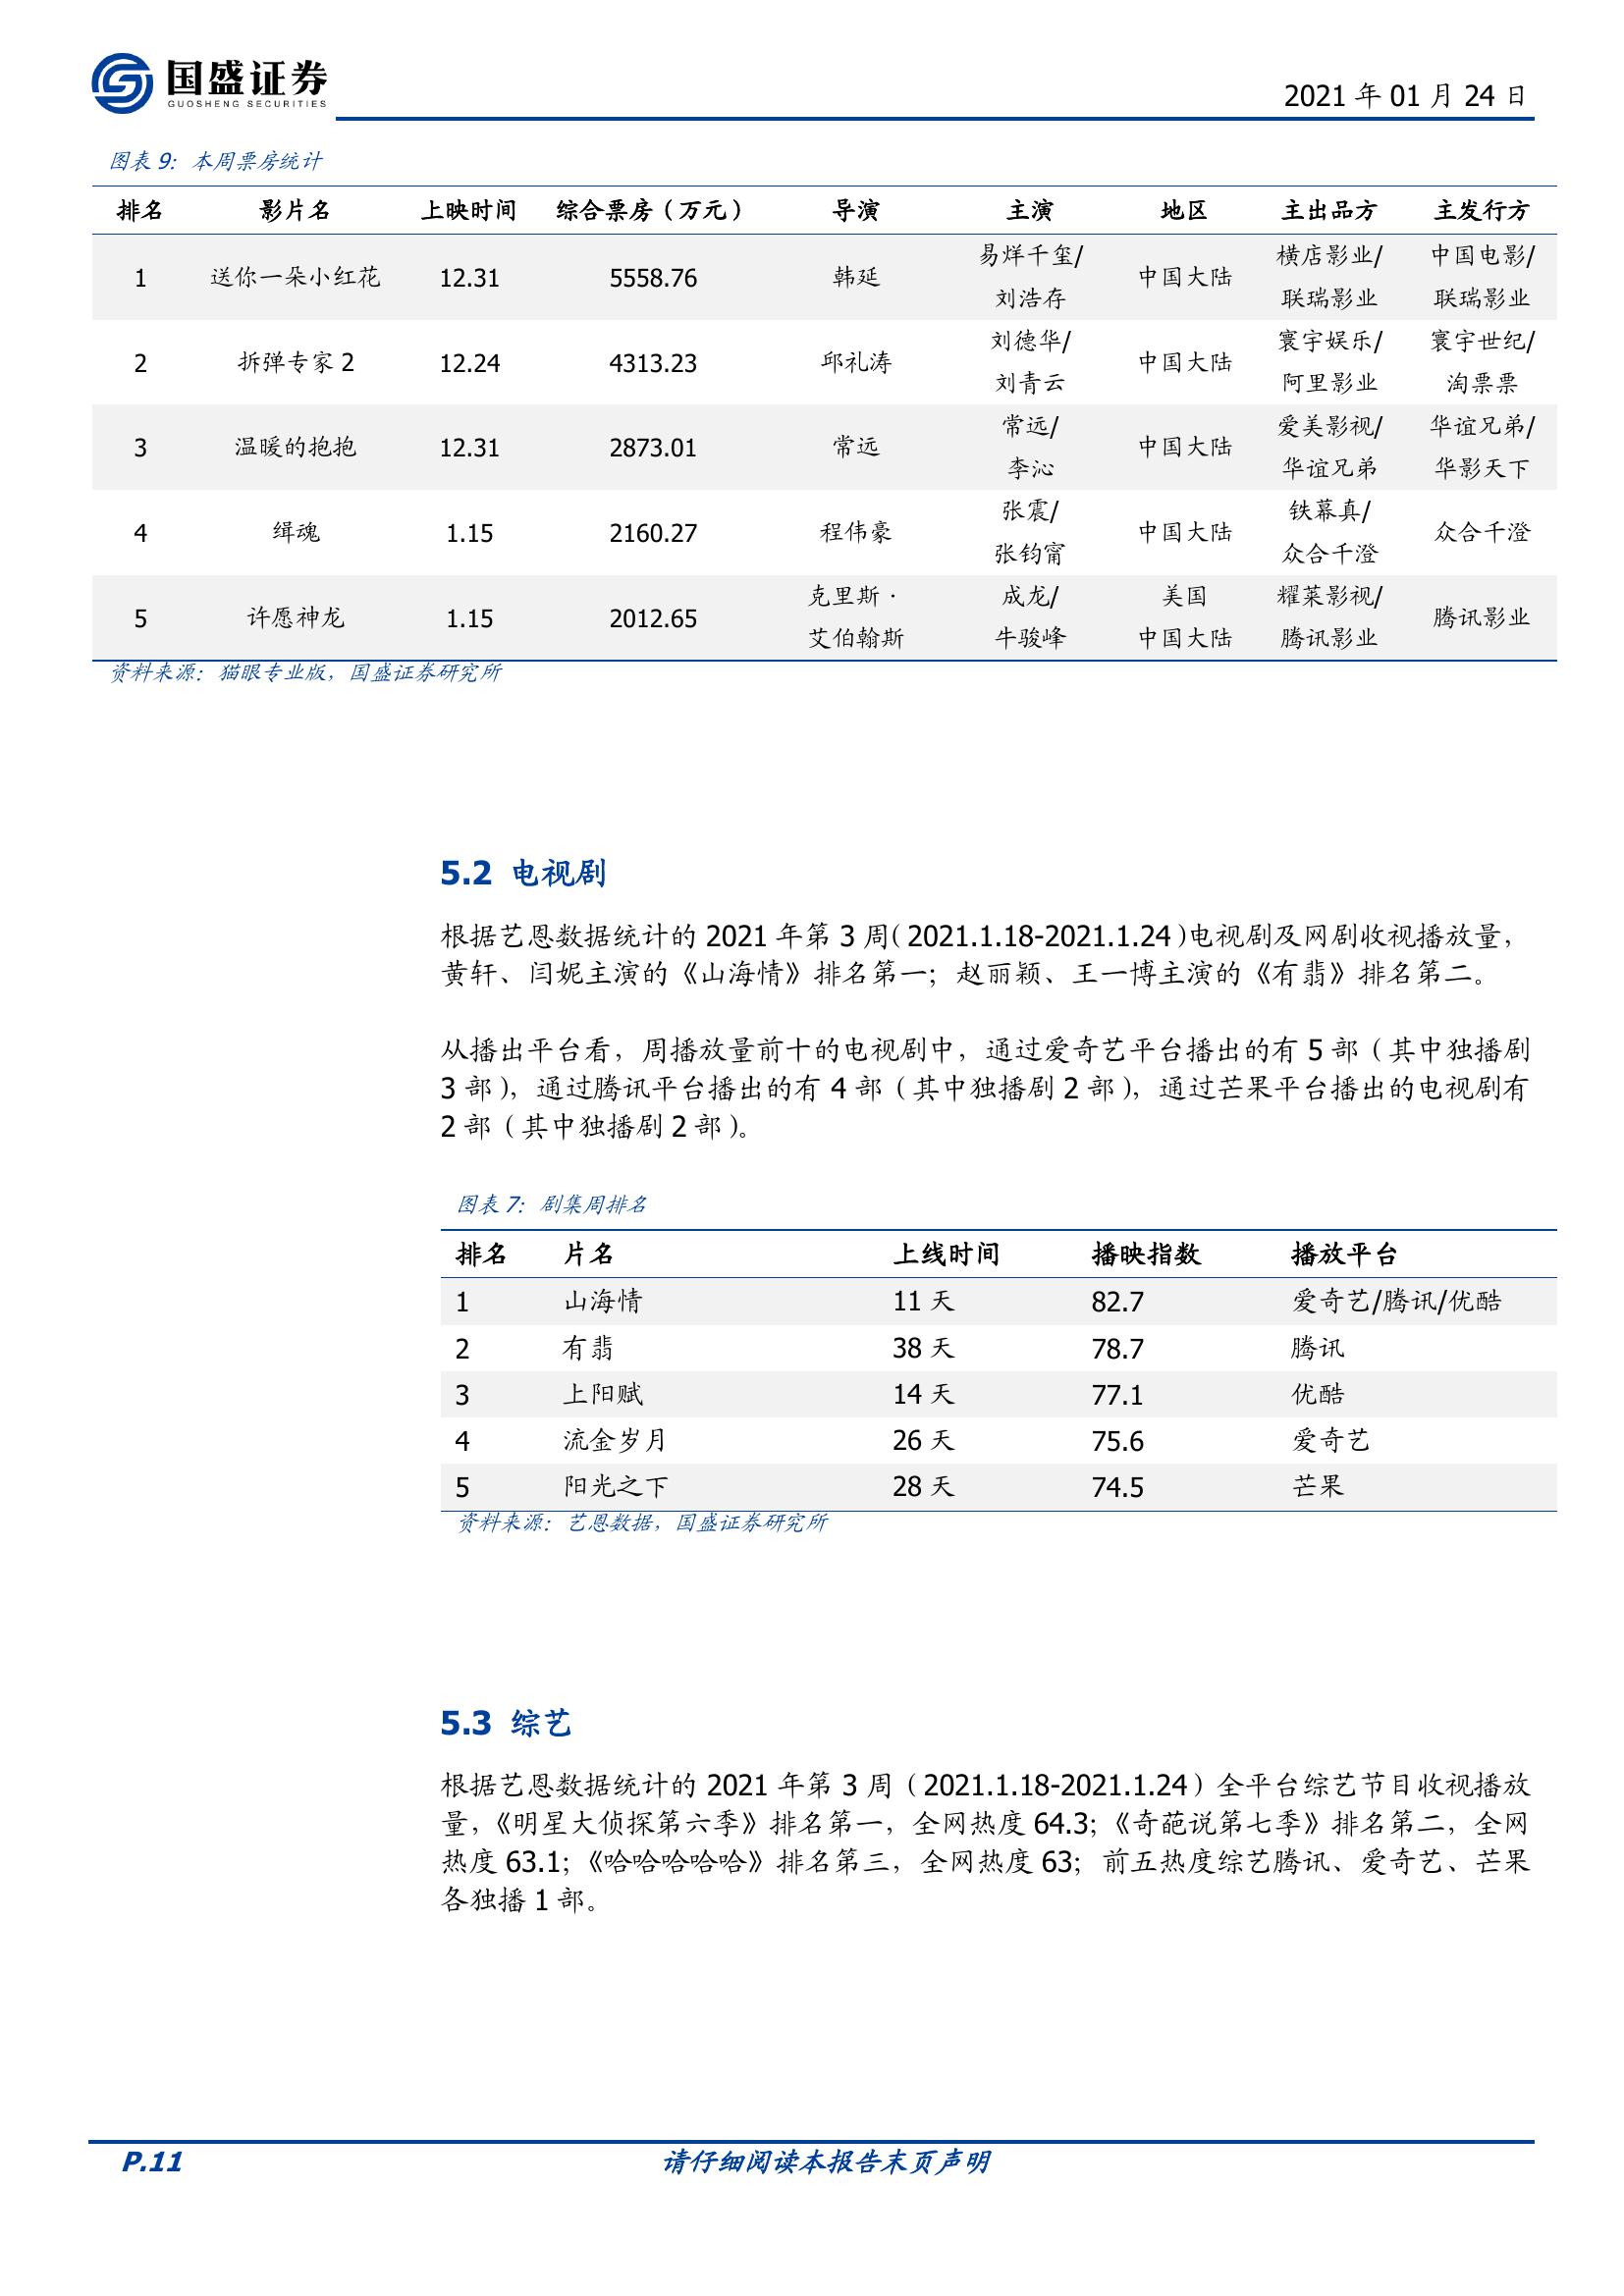 国盛证券
GUOSHENG SECURITIES
2021 年 01 月 24 日
图表 9：本周票房统计
排名 影片名 上映时间 综合票房（万元） 导演 主演 地区 主出品方 主发行方
1 送你一朵小红花 12.31 5558.76 韩延 易烊千玺/ 刘浩存 中国大陆 横店影业/ 联瑞影业 中国电影/ 联瑞影业
2 拆弹专家 2 12.24 4313.23 邱礼涛 刘德华/ 刘青云 中国大陆 寰宇娱乐/ 阿里影业 寰宇世纪/ 淘票票
3 温暖的抱抱 12.31 2873.01 常远 常远/ 李沁 中国大陆 爱美影视/ 华谊兄弟 华谊兄弟/ 华影天下
4 缉魂 1.15 2160.27 程伟豪 张震/ 张钧甯 中国大陆 铁幕真/ 众合千澄 众合千澄
5 许愿神龙 1.15 2012.65 克里斯· 艾伯翰斯 成龙/ 牛骏峰 美国 中国大陆 耀莱影视/ 腾讯影业 腾讯影业
资料来源：猫眼专业版，国盛证券研究所
5.2 电视剧
根据艺恩数据统计的 2021 年第 3 周（2021.1.18-2021.1.24）电视剧及网剧收视播放量，
黄轩、闫妮主演的《山海情》排名第一；赵丽颖、王一博主演的《有翡》排名第二。
从播出平台看，周播放量前十的电视剧中，通过爱奇艺平台播出的有 5 部（其中独播剧
3 部），通过腾讯平台播出的有 4 部（其中独播剧 2 部），通过芒果平台播出的电视剧有
2 部（其中独播剧 2 部）。
图表 7：剧集周排名
排名 片名 上线时间 播映指数 播放平台
1 山海情 11 天 82.7 爱奇艺/腾讯/优酷
2 有翡 38 天 78.7 腾讯
3 上阳赋 14 天 77.1 优酷
4 流金岁月 26 天 75.6 爱奇艺
5 阳光之下 28 天 74.5 芒果
资料来源：艺恩数据，国盛证券研究所
5.3 综艺
根据艺恩数据统计的 2021 年第 3 周（2021.1.18-2021.1.24）全平台综艺节目收视播放
量，《明星大侦探第六季》排名第一，全网热度 64.3；《奇葩说第七季》排名第二，全网
热度 63.1；《哈哈哈哈哈》排名第三，全网热度 63；前五热度综艺腾讯、爱奇艺、芒果
各独播 1 部。
P.11
请仔细阅读本报告末页声明